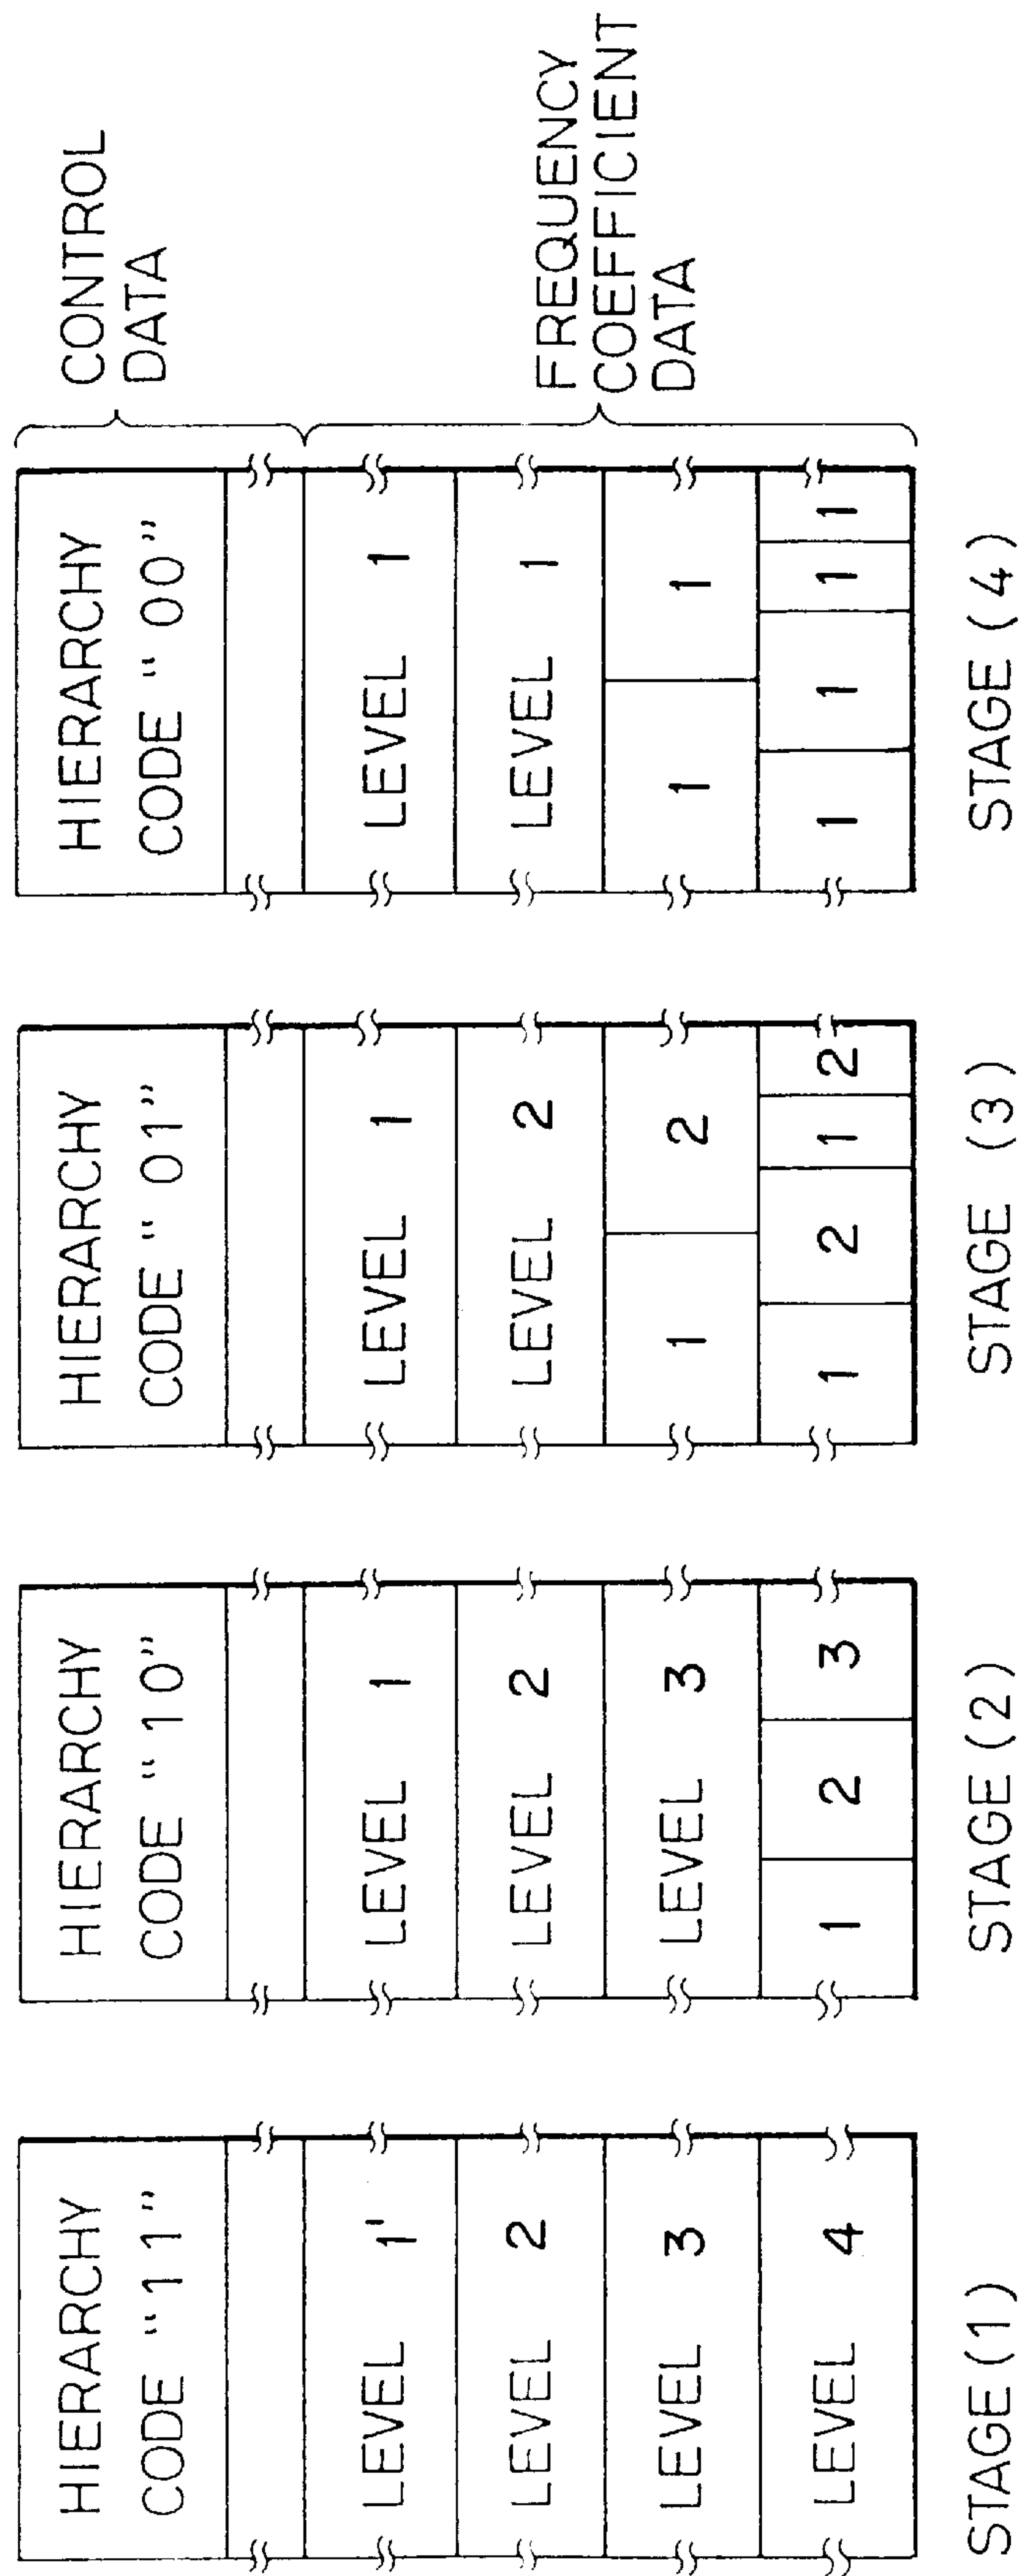 HIERARCHY
CODE "11"
LEVEL 1'
LEVEL 2
LEVEL 3
LEVEL 4
STAGE (1)
HIERARCHY
CODE "10"
LEVEL 1
LEVEL 2
LEVEL 3
1 2 3
STAGE (2)
HIERARCHY
CODE "01"
LEVEL 1
LEVEL 2
1 2
1 2 1 2
STAGE (3)
HIERARCHY
CODE "00"
LEVEL 1
LEVEL 1
1 1
1 1 1 1
STAGE (4)
CONTROL
DATA
FREQUENCY
COEFFICIENT
DATA